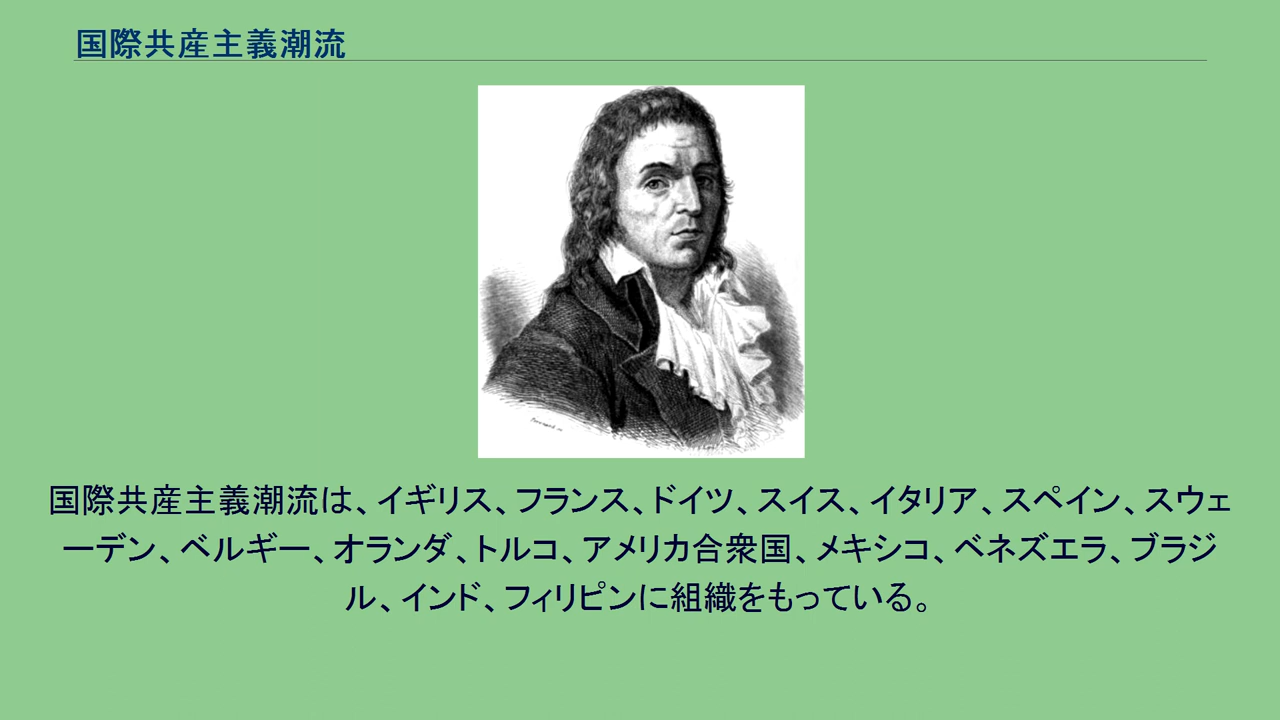 国際共産主義潮流
国際共産主義潮流は、イギリス、フランス、ドイツ、スイス、イタリア、スペイン、スウェ
ーデン、ベルギー、オランダ、トルコ、アメリカ合衆国、メキシコ、ベネズエラ、ブラジ
ル、インド、フィリピンに組織をもっている。